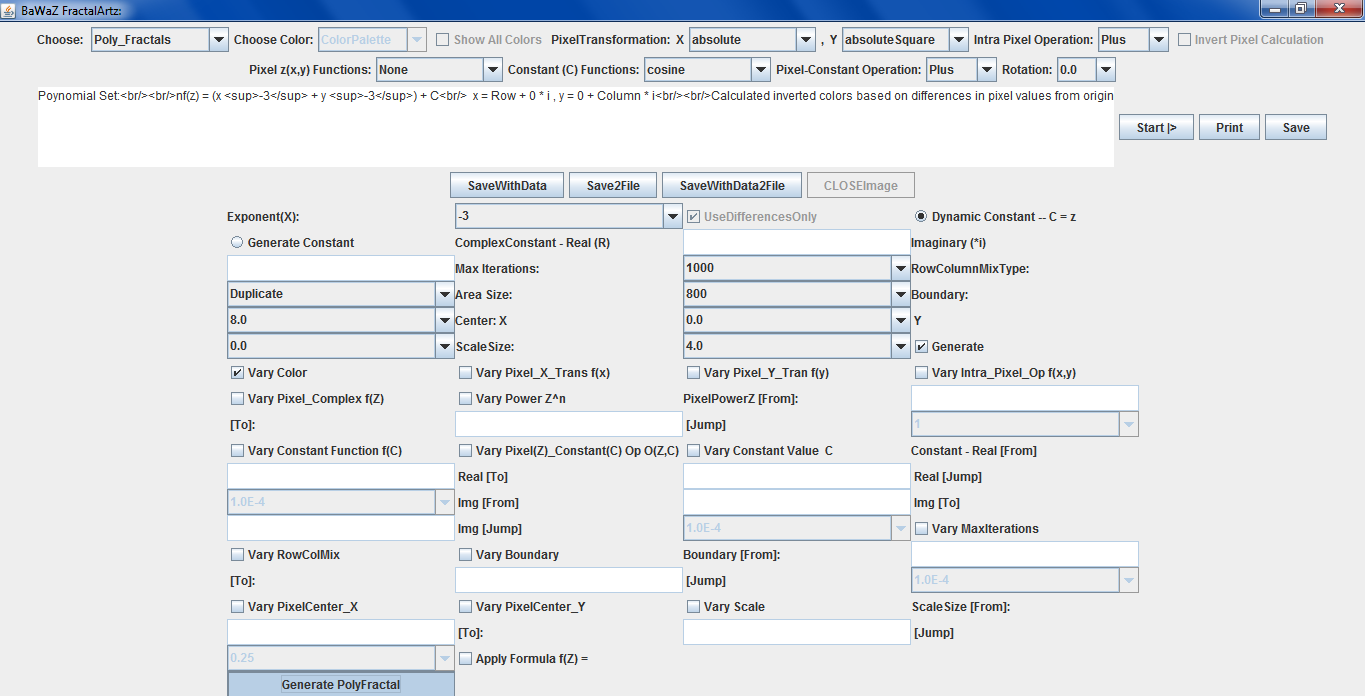 BaWaZ FractalArtz:
Choose: Poly_Fractals Choose Color: ColorPalette Show All Colors PixelTransformation: X absolute , Y absoluteSquare Intra Pixel Operation: Plus Invert Pixel Calculation
Pixel z(x,y) Functions: None Constant (C) Functions: cosine Pixel-Constant Operation: Plus Rotation: 0.0
Poynomial Set:<br/><br/>nf(z) = (x <sup>-3</sup> + y <sup>-3</sup>) + C<br/> x = Row + 0 * i , y = 0 + Column * i<br/><br/>Calculated inverted colors based on differences in pixel values from origin
Start |> Print Save
SaveWithData Save2File SaveWithData2File CLOSEImage
Exponent(X): -3 UseDifferencesOnly Dynamic Constant -- C = z
Generate Constant ComplexConstant - Real (R) Imaginary (*i)
Max Iterations: 1000 RowColumnMixType:
Duplicate Area Size: 800 Boundary:
8.0 Center: X 0.0 Y
0.0 ScaleSize: 4.0 Generate
Vary Color Vary Pixel_X_Trans f(x) Vary Pixel_Y_Tran f(y) Vary Intra_Pixel_Op f(x,y)
Vary Pixel_Complex f(Z) Vary Power Z^n PixelPowerZ [From]:
[To]: [Jump] 1
Vary Constant Function f(C) Vary Pixel(Z)_Constant(C) Op O(Z,C) Vary Constant Value C Constant - Real [From]
Real [To] Real [Jump]
1.0E-4 Img [From] Img [To]
Img [Jump] 1.0E-4 Vary MaxIterations
Vary RowColMix Vary Boundary Boundary [From]:
[To]: [Jump] 1.0E-4
Vary PixelCenter_X Vary PixelCenter_Y Vary Scale ScaleSize [From]:
[To]: [Jump]
0.25 Apply Formula f(Z) =
Generate PolyFractal